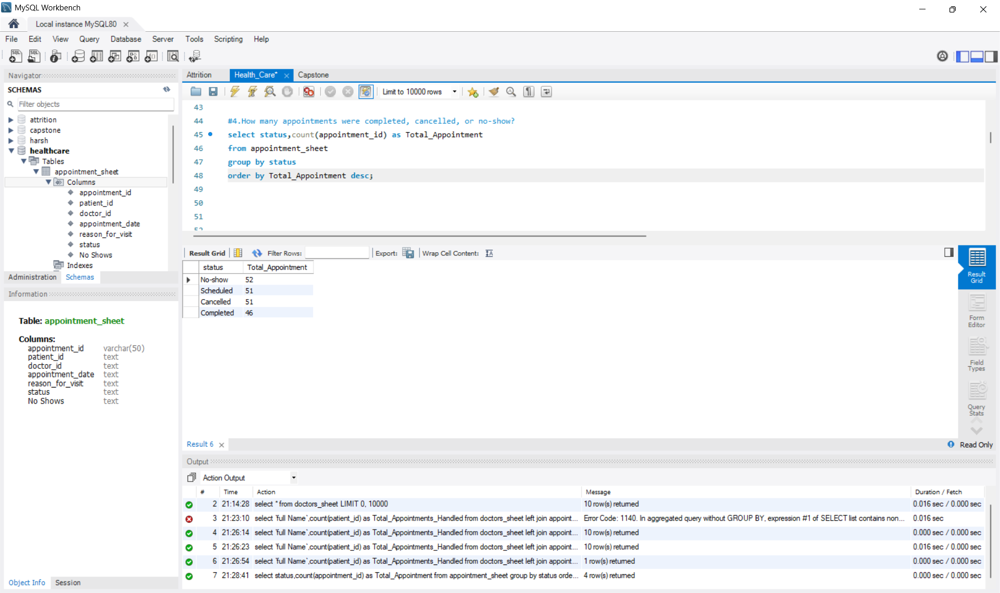 MySQL Workbench
Local instance MySQL80
File Edit View Query Database Server Tools Scripting Help
Navigator
SCHEMAS
Filter objects
attrition
capstone
harsh
healthcare
Tables
appointment_sheet
Columns
appointment_id
patient_id
doctor_id
appointment_date
reason_for_visit
status
No Shows
Indexes
Administration Schemas
Information
Table: appointment_sheet
Columns:
appointment_id varchar(50)
patient_id text
doctor_id text
appointment_date text
reason_for_visit text
status text
No Shows text
Object Info Session
Attrition Health_Care* Capstone
Limit to 10000 rows
43
44 #4.How many appointments were completed, cancelled, or no-show?
45 select status,count(appointment_id) as Total_Appointment
46 from appointment_sheet
47 group by status
48 order by Total_Appointment desc;
49
50
51
52
Result Grid Filter Rows: Export: Wrap Cell Content:
status Total_Appointment
No-show 52
Scheduled 51
Cancelled 51
Completed 46
Result
Grid
Form
Editor
Field
Types
Query
Stats
Result 6
Read Only
Output
Action Output
# Time Action Message Duration / Fetch
2 21:14:28 select * from doctors_sheet LIMIT 0, 10000 10 row(s) returned 0.016 sec / 0.000 sec
3 21:23:10 select `full Name`,count(patient_id) as Total_Appointments_Handled from doctors_sheet left join appoint... Error Code: 1140. In aggregated query without GROUP BY, expression #1 of SELECT list contains non... 0.016 sec
4 21:26:14 select `full Name`,count(patient_id) as Total_Appointments_Handled from doctors_sheet left join appoint... 10 row(s) returned 0.000 sec / 0.000 sec
5 21:26:23 select `full Name`,count(patient_id) as Total_Appointments_Handled from doctors_sheet left join appoint... 10 row(s) returned 0.016 sec / 0.000 sec
6 21:26:54 select `full Name`,count(patient_id) as Total_Appointments_Handled from doctors_sheet left join appoint... 1 row(s) returned 0.000 sec / 0.000 sec
7 21:28:41 select status,count(appointment_id) as Total_Appointment from appointment_sheet group by status orde... 4 row(s) returned 0.000 sec / 0.000 sec